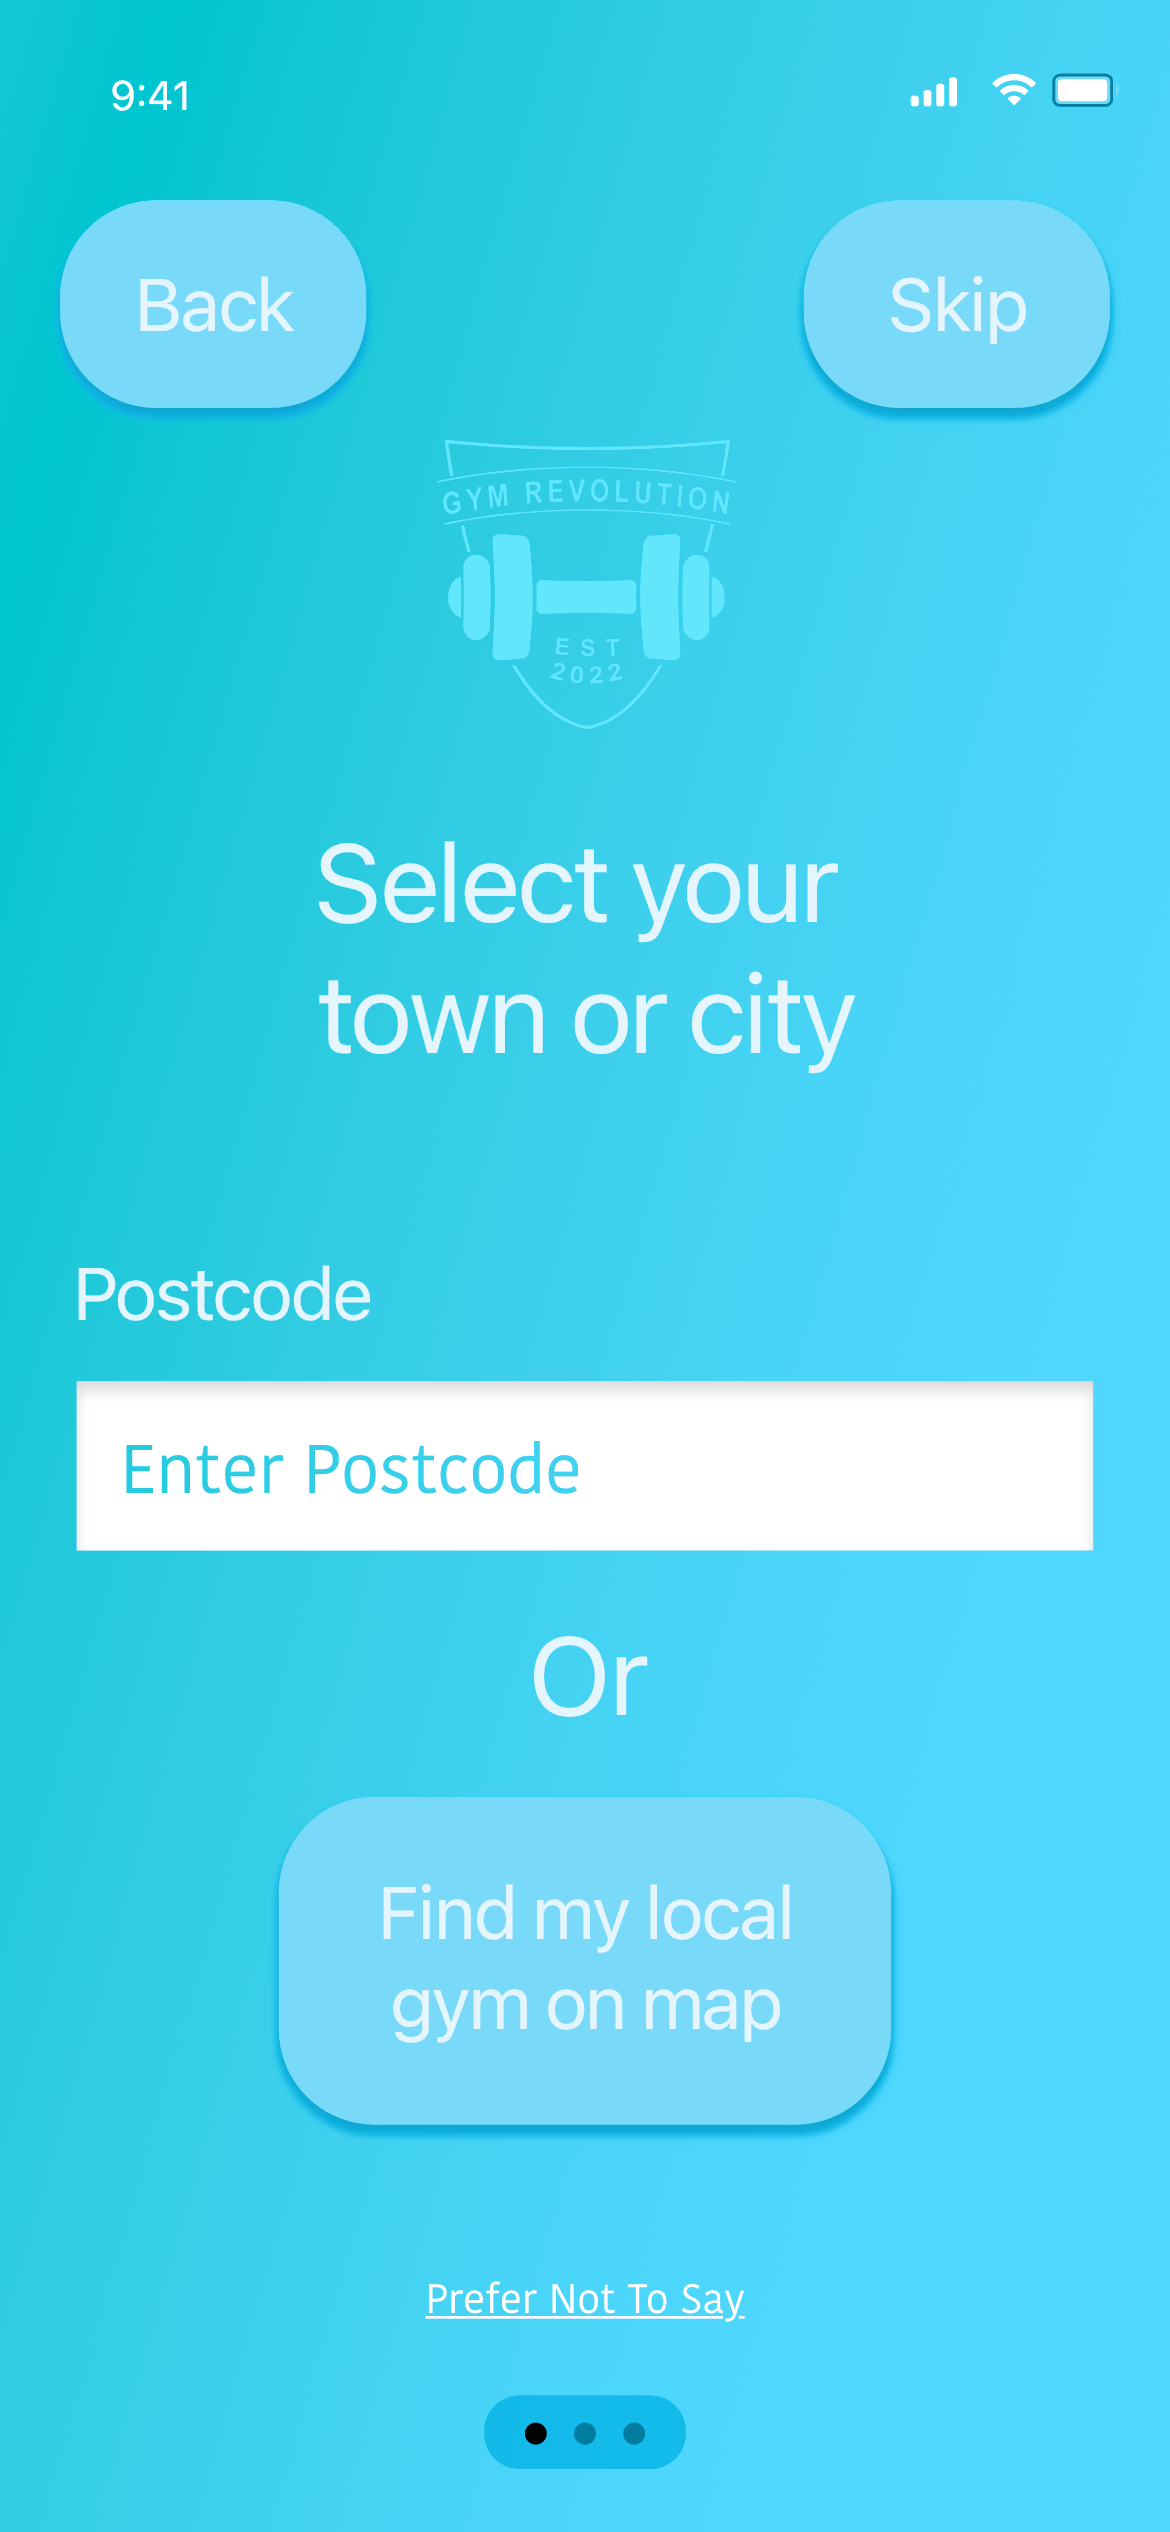 9:41
Back
Skip
GYM REVOLUTION
EST
2022
Select your
town or city
Postcode
Enter Postcode
Or
Find my local
gym on map
Prefer Not To Say